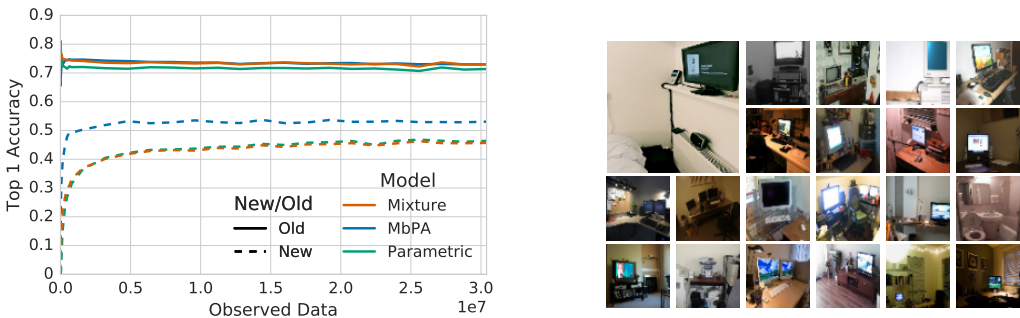 0.9
0.8
0.7
0.6
0.5
0.4
0.3
0.2
0.1
0
Top 1 Accuracy
0.0 0.5 1.0 1.5 2.0 2.5 3.0
1e7
Observed Data
New/Old
Old
New
Model
Mixture
MbPA
Parametric